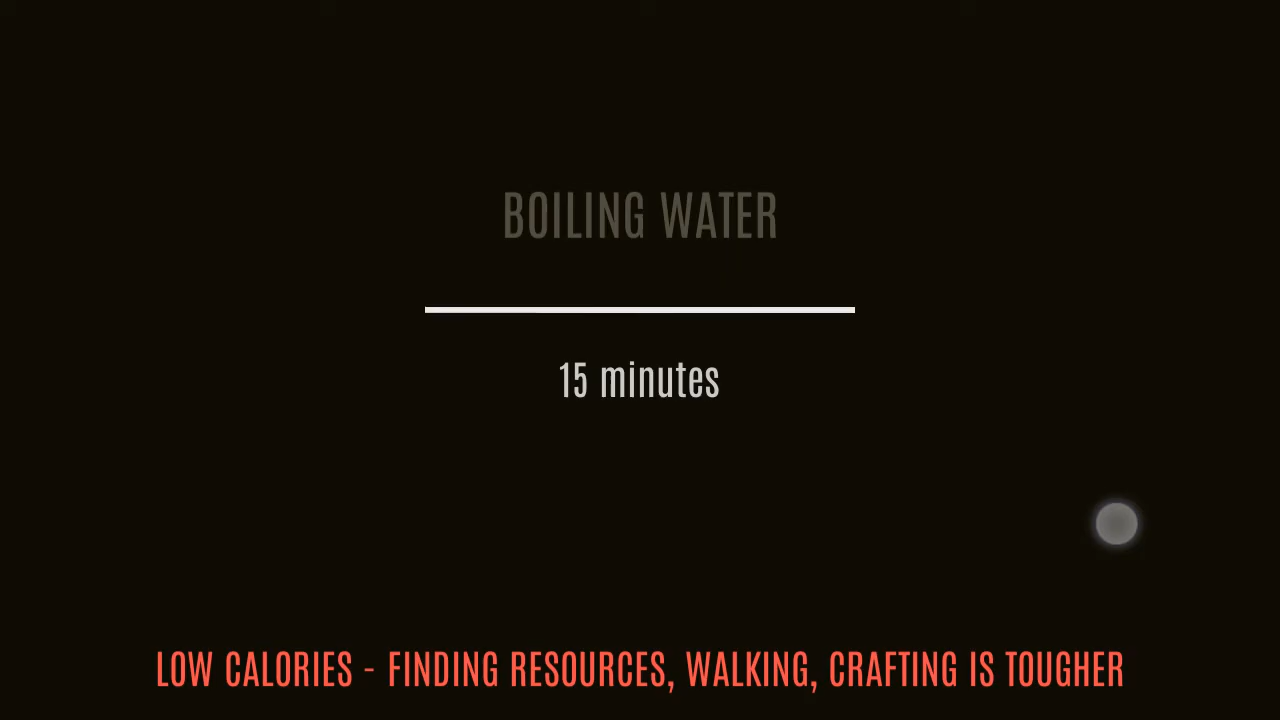 BOILING WATER
15 minutes
LOW CALORIES - FINDING RESOURCES, WALKING, CRAFTING IS TOUGHER